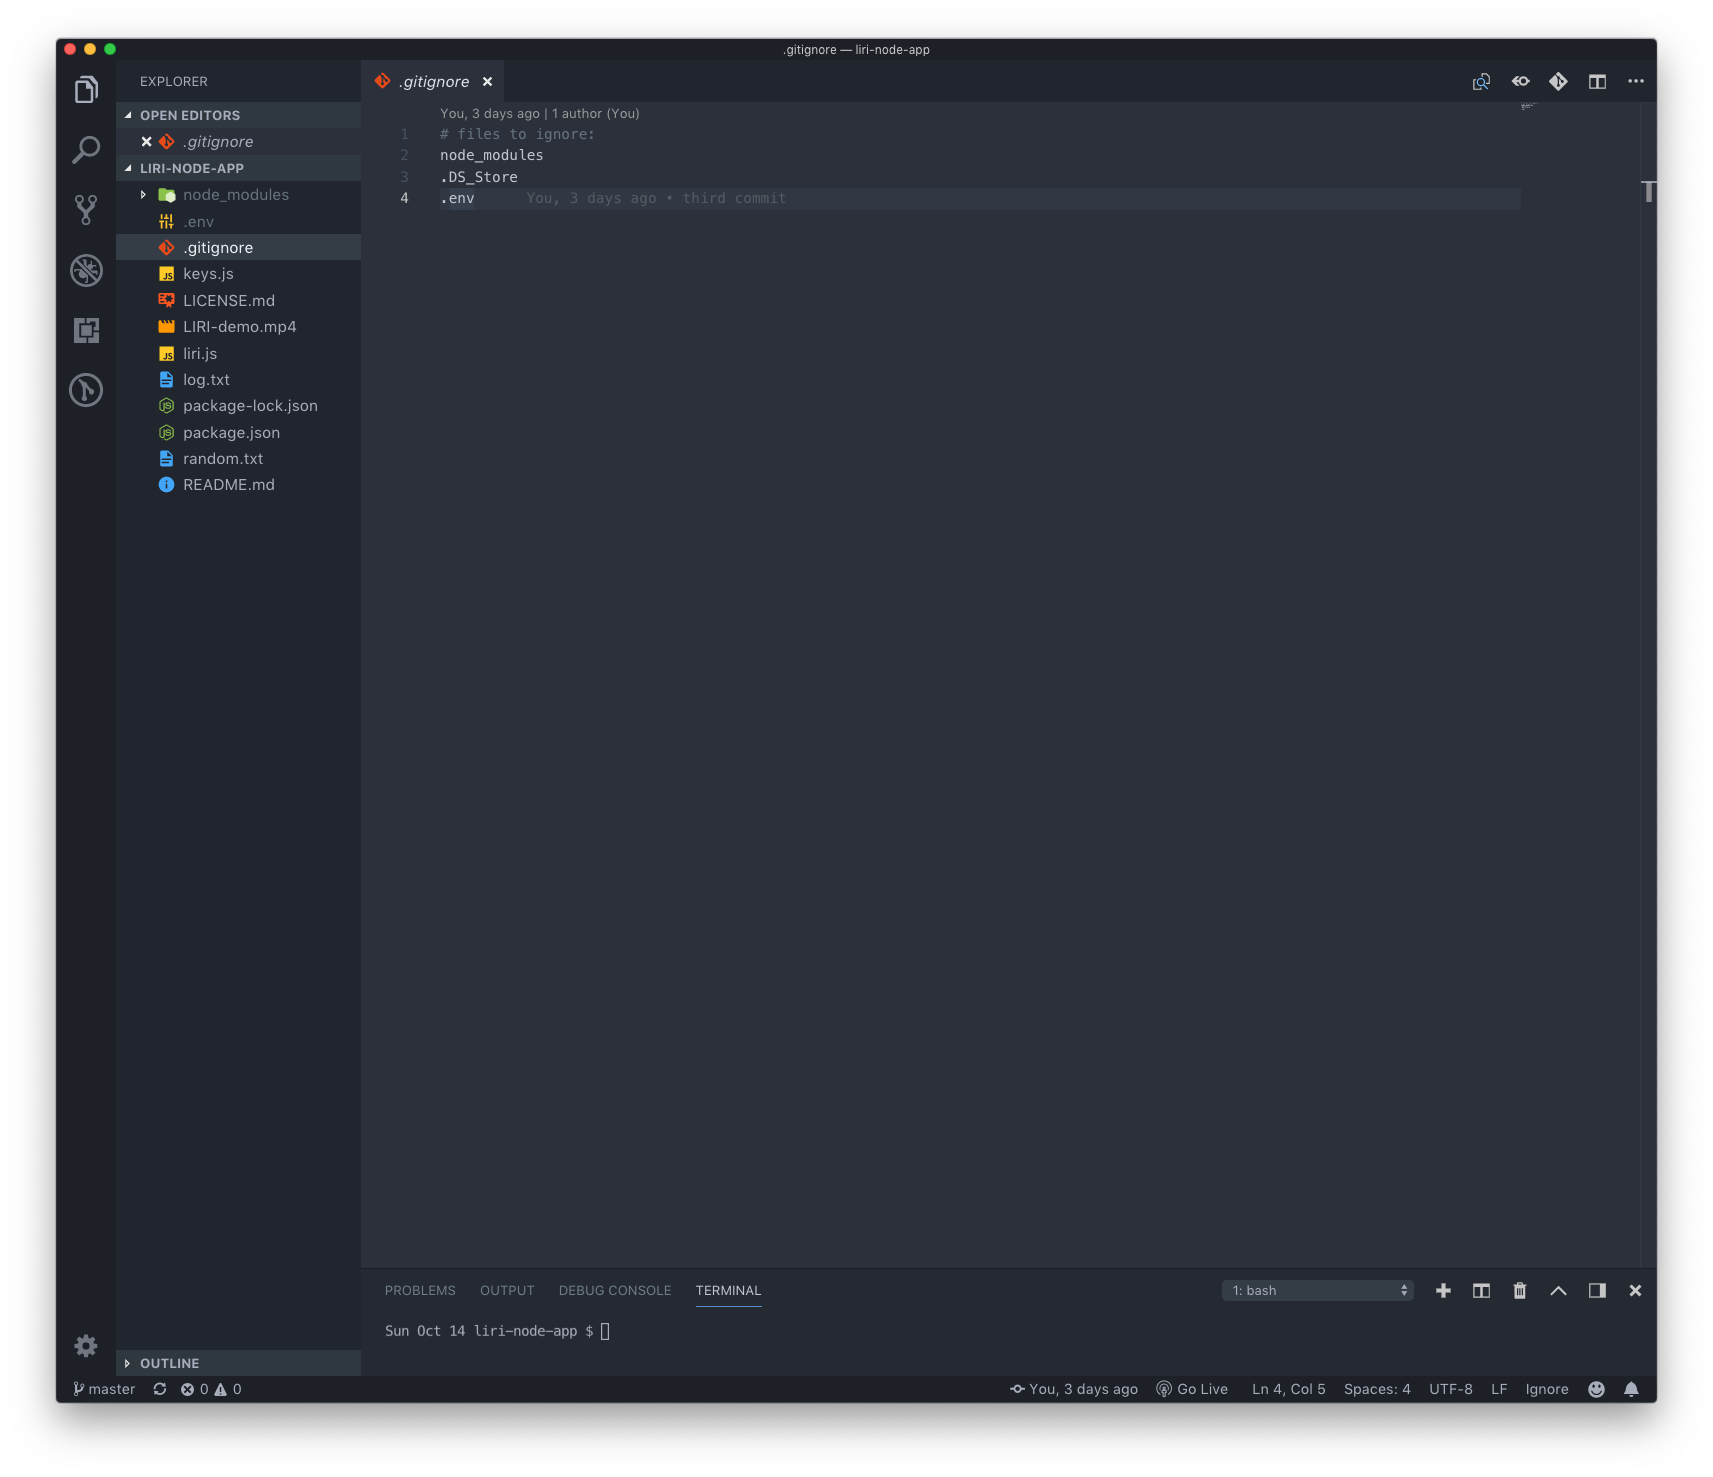 .gitignore — liri-node-app
EXPLORER
OPEN EDITORS
.gitignore
LIRI-NODE-APP
node_modules
.env
.gitignore
keys.js
LICENSE.md
LIRI-demo.mp4
liri.js
log.txt
package-lock.json
package.json
random.txt
README.md
OUTLINE
.gitignore
You, 3 days ago | 1 author (You)
1 # files to ignore:
2 node_modules
3 .DS_Store
4 .env You, 3 days ago • third commit
PROBLEMS OUTPUT DEBUG CONSOLE TERMINAL 1: bash
Sun Oct 14 liri-node-app $
master 0 0 You, 3 days ago Go Live Ln 4, Col 5 Spaces: 4 UTF-8 LF Ignore